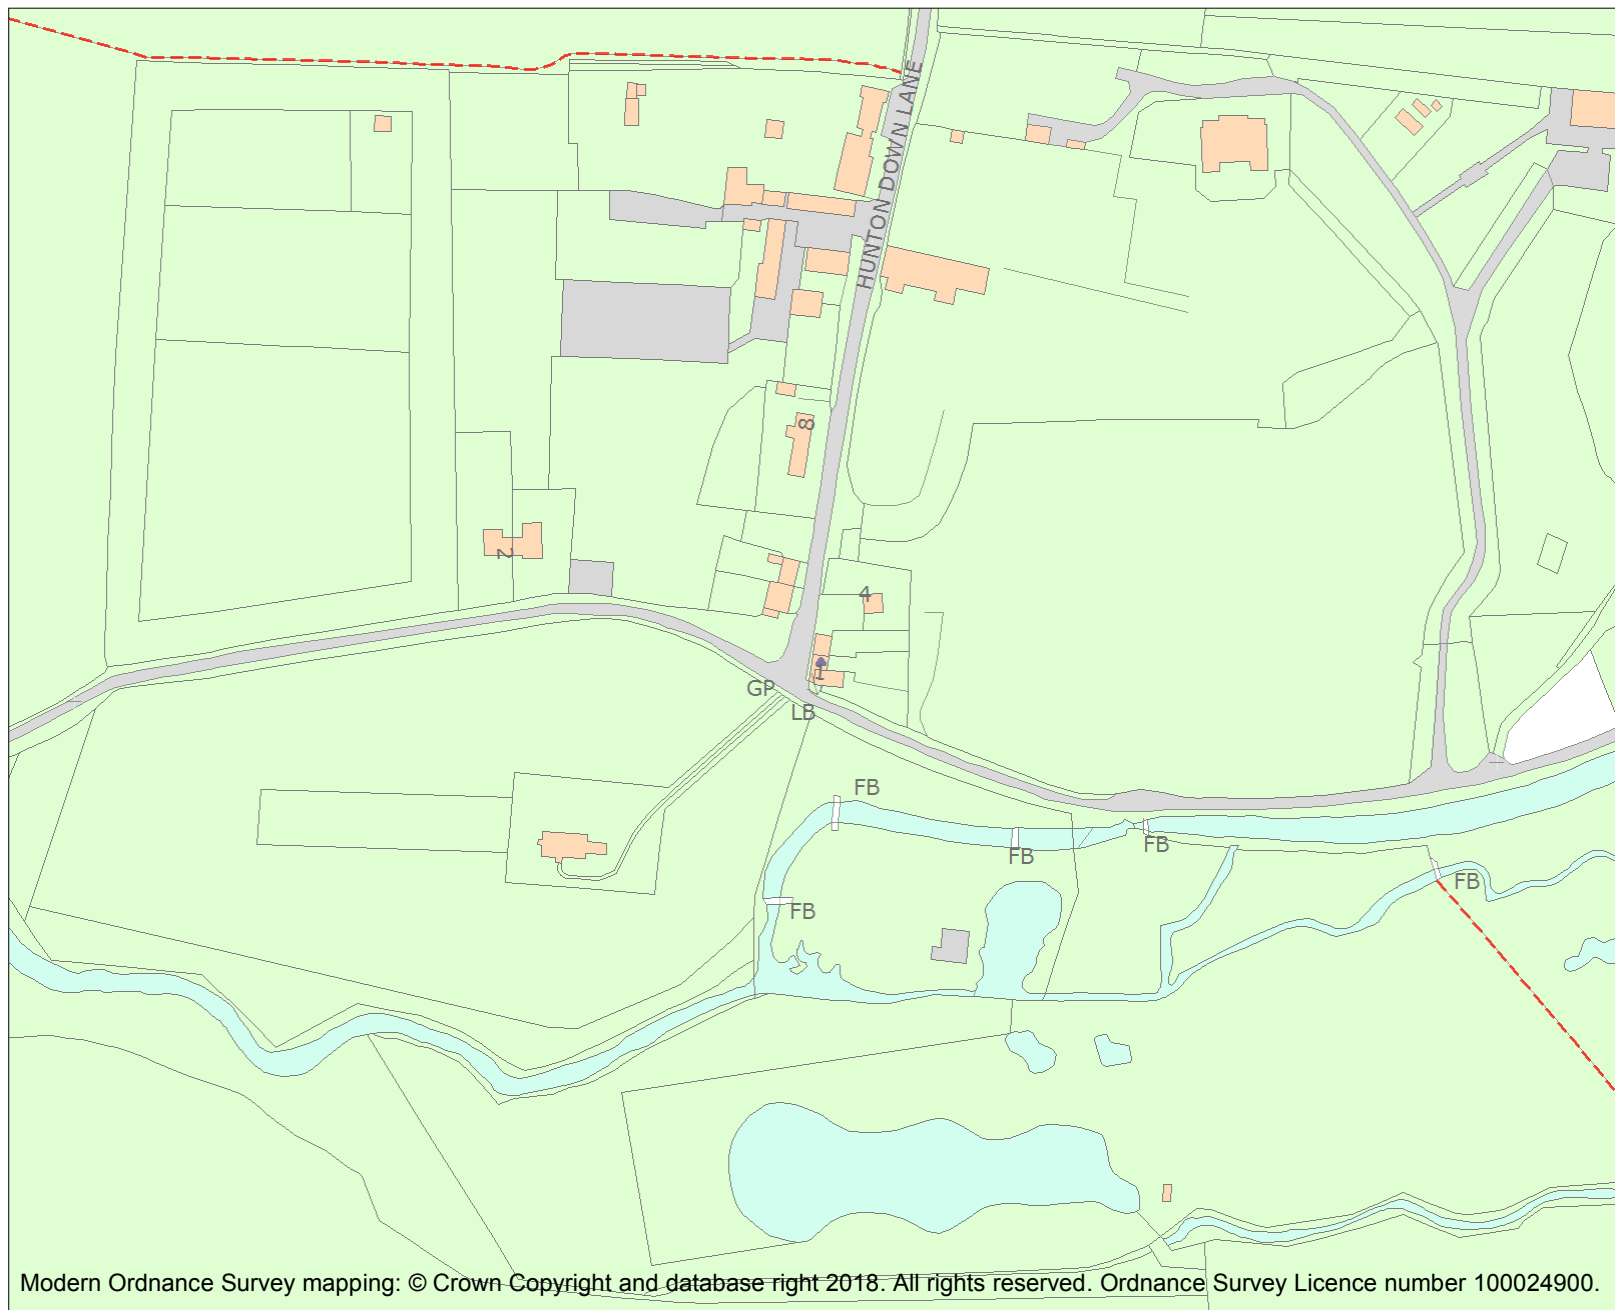 HUNTON DOWN LANE
8
2
4
1
GP
LB
FB
FB
FB
FB
FB
Modern Ordnance Survey mapping: © Crown Copyright and database right 2018. All rights reserved. Ordnance Survey Licence number 100024900.